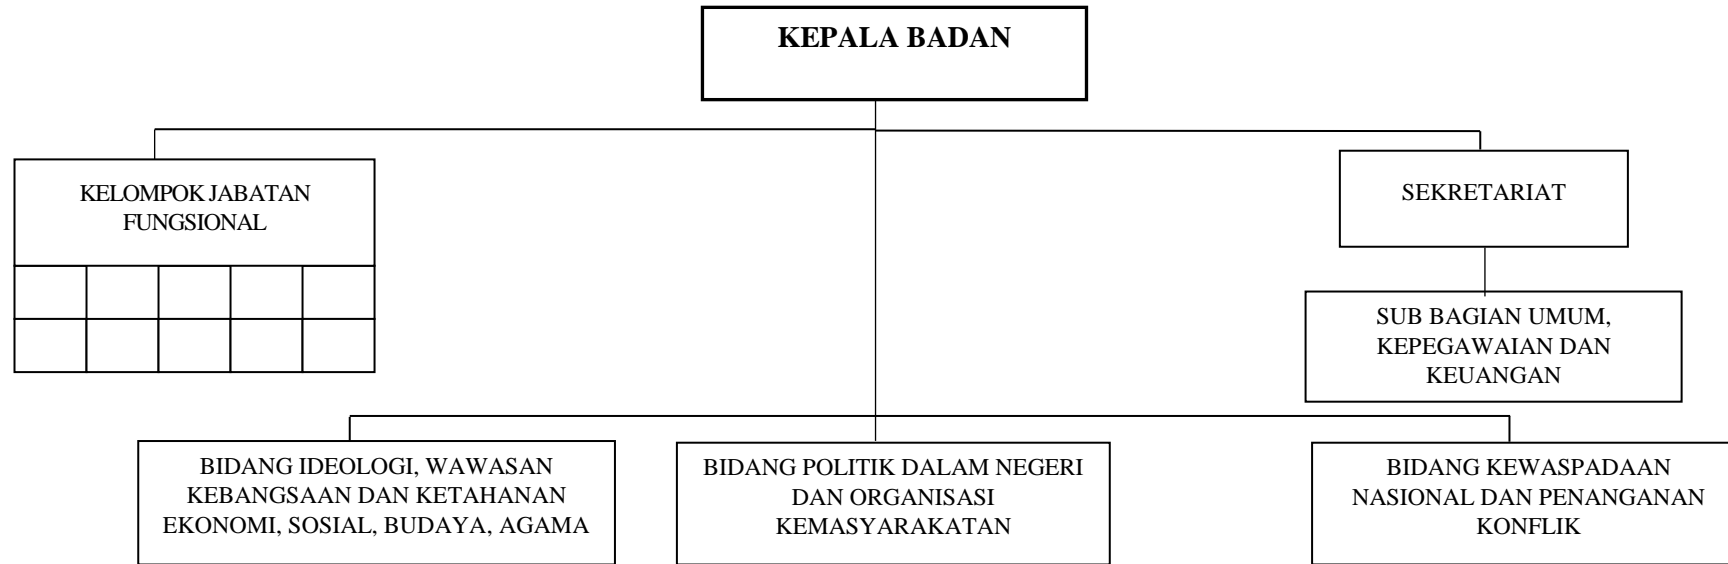 KEPALA BADAN
KELOMPOK JABATAN
FUNGSIONAL
SEKRETARIAT
SUB BAGIAN UMUM,
KEPEGAWAIAN DAN
KEUANGAN
BIDANG IDEOLOGI, WAWASAN
KEBANGSAAN DAN KETAHANAN
EKONOMI, SOSIAL, BUDAYA, AGAMA
BIDANG POLITIK DALAM NEGERI
DAN ORGANISASI
KEMASYARAKATAN
BIDANG KEWASPADAAN
NASIONAL DAN PENANGANAN
KONFLIK